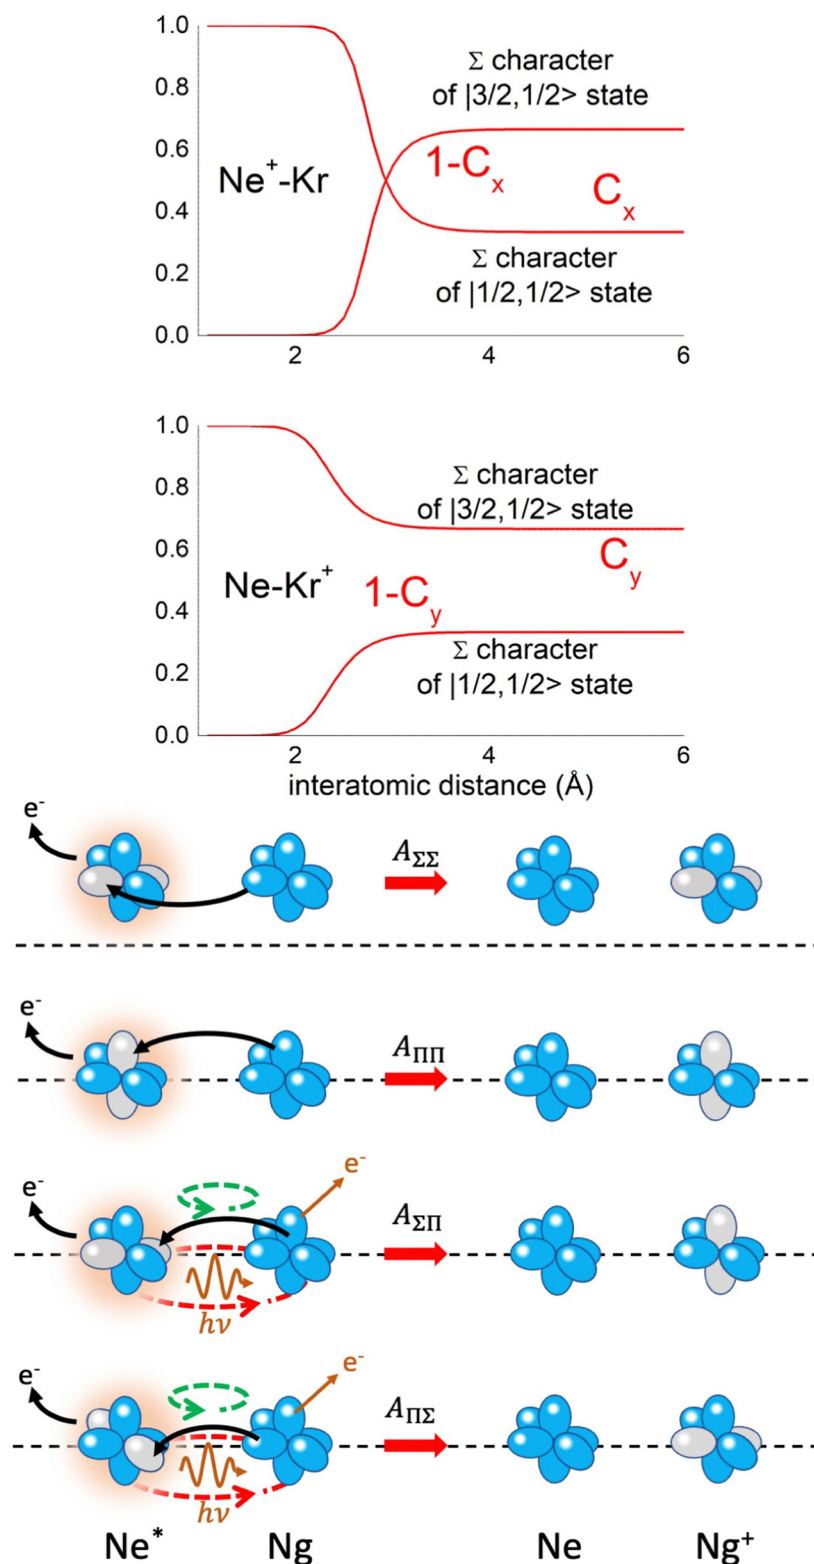 1.0
0.8
0.6
0.4
0.2
0.0
Σ character
of |3/2,1/2> state
Ne⁺-Kr
1-Cₓ
Cₓ
Σ character
of |1/2,1/2> state
2 4 6
1.0
0.8
0.6
0.4
0.2
0.0
Σ character
of |3/2,1/2> state
Ne-Kr⁺
1-C_y
C_y
Σ character
of |1/2,1/2> state
2 4 6
interatomic distance (Å)
e⁻
A_ΣΣ
e⁻
A_ΠΠ
e⁻ e⁻
A_ΣΠ
hν
e⁻ e⁻
A_ΠΣ
hν
Ne* Ng Ne Ng⁺